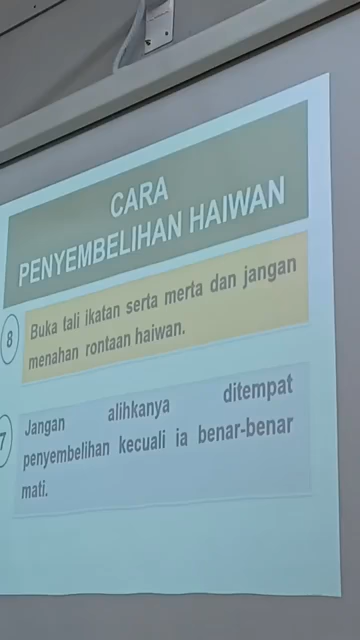 CARA
PENYEMBELIHAN HAIWAN
8
Buka tali ikatan serta merta dan jangan
menahan rontaan haiwan.
7
Jangan alihkanya ditempat
penyembelihan kecuali ia benar-benar
mati.